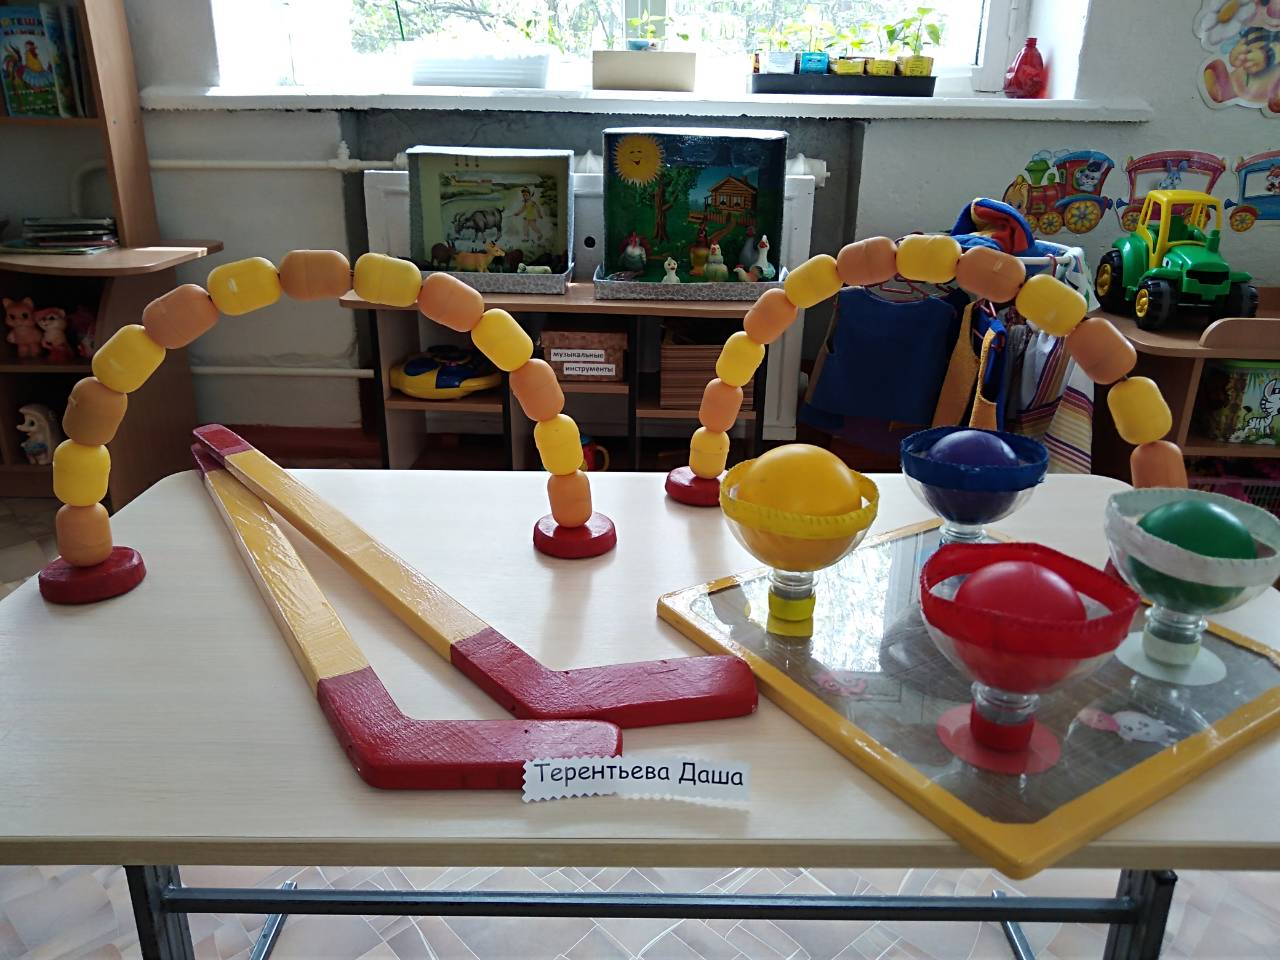 музыкальные
инструменты
Терентьева Даша